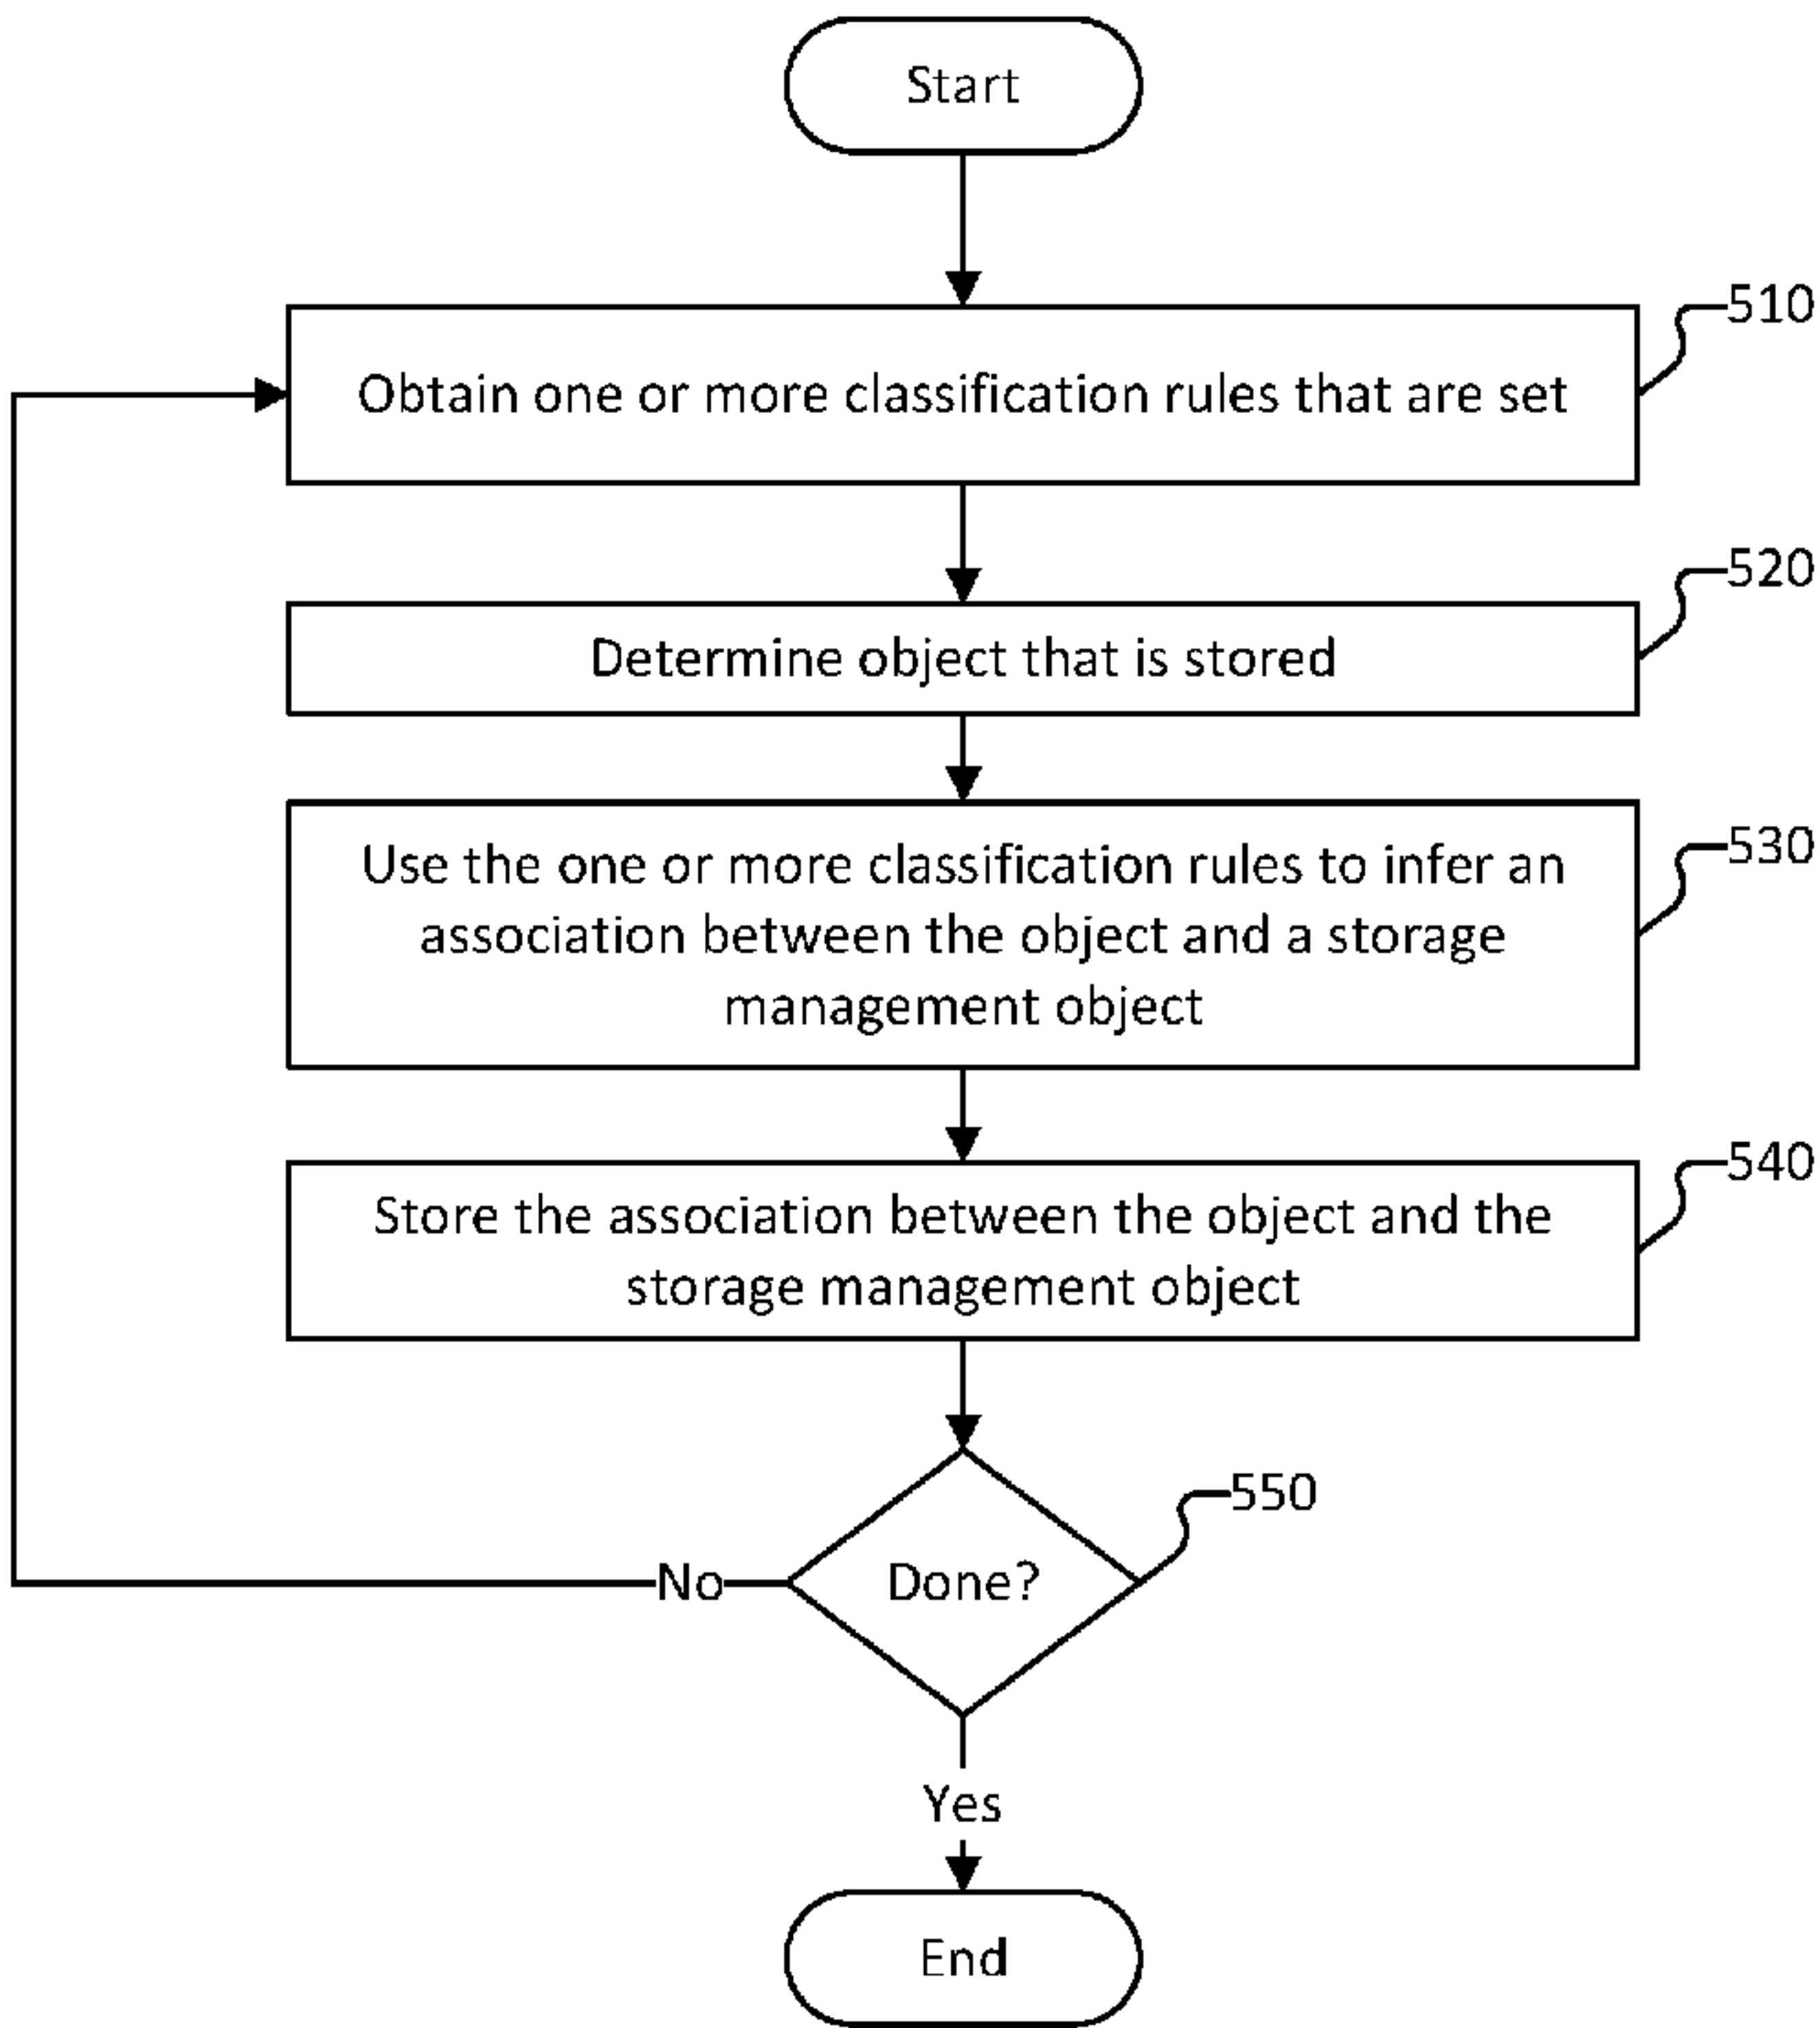 Start
510
Obtain one or more classification rules that are set
520
Determine object that is stored
530
Use the one or more classification rules to infer an
association between the object and a storage
management object
540
Store the association between the object and the
storage management object
550
Done?
No
Yes
End